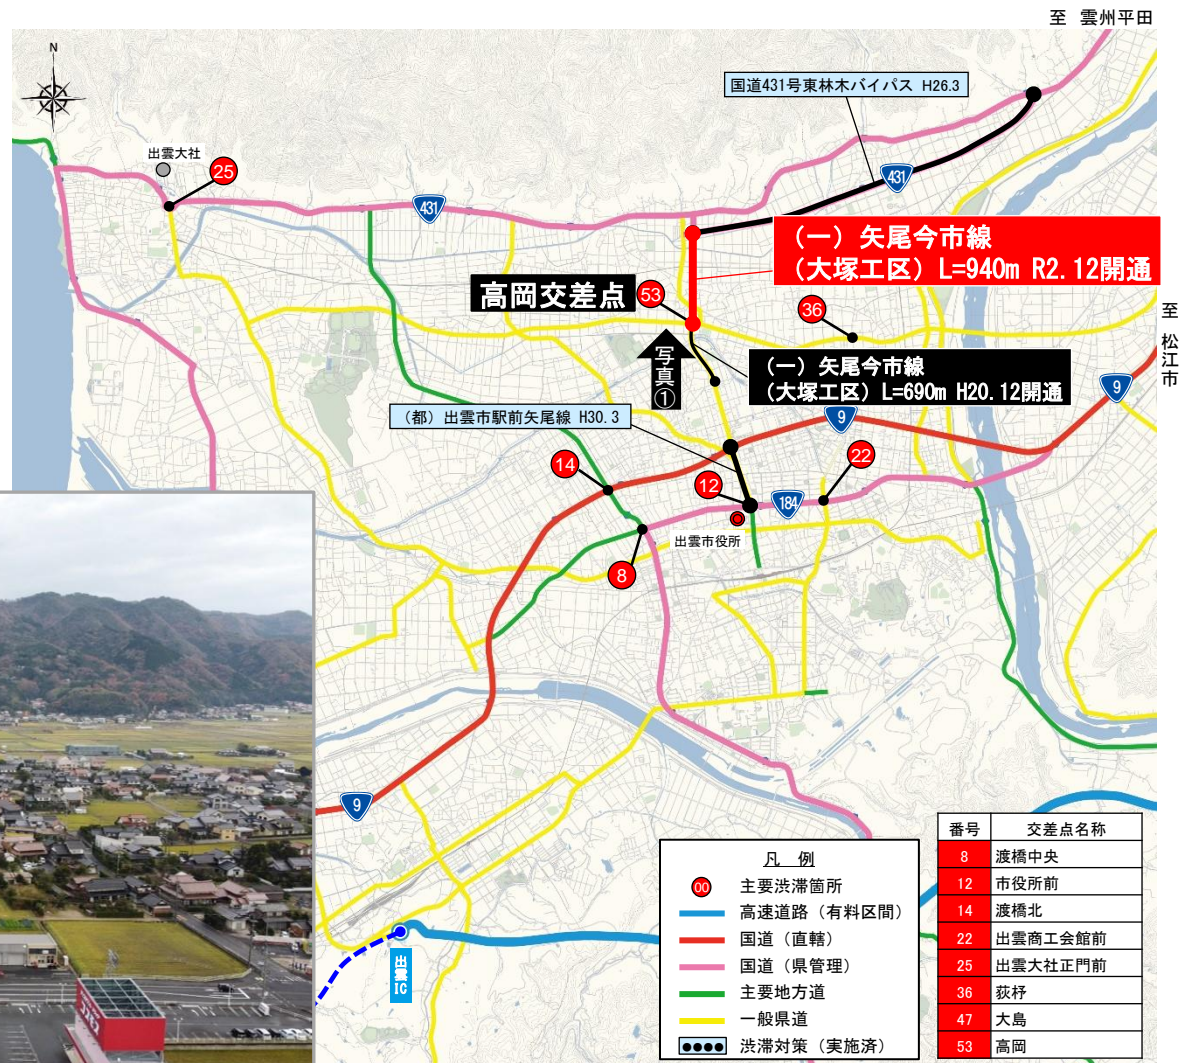 至 雲州平田
N
国道431号東林木バイパス H26.3
出雲大社
25
431
431
(一) 矢尾今市線
(大塚工区) L=940m R2.12開通
高岡交差点
53
36
至 松江市
写真①
(一) 矢尾今市線
(大塚工区) L=690m H20.12開通
9
(都) 出雲市駅前矢尾線 H30.3
9
14
22
12
184
出雲市役所
8
9
出雲IC
凡 例
00 主要渋滞箇所
高速道路 (有料区間)
国道 (直轄)
国道 (県管理)
主要地方道
一般県道
渋滞対策 (実施済)
番号 交差点名称
8 渡橋中央
12 市役所前
14 渡橋北
22 出雲商工会館前
25 出雲大社正門前
36 荻杼
47 大島
53 高岡